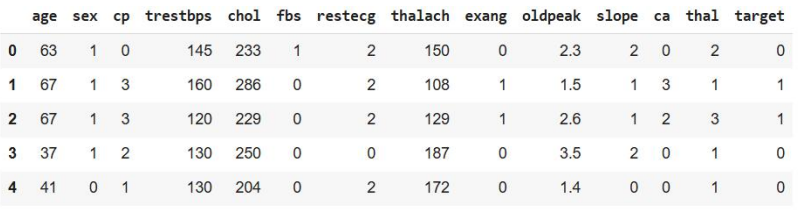 age sex cp trestbps chol fbs restecg thalach exang oldpeak slope ca thal target
0 63 1 0 145 233 1 2 150 0 2.3 2 0 2 0
1 67 1 3 160 286 0 2 108 1 1.5 1 3 1 1
2 67 1 3 120 229 0 2 129 1 2.6 1 2 3 1
3 37 1 2 130 250 0 0 187 0 3.5 2 0 1 0
4 41 0 1 130 204 0 2 172 0 1.4 0 0 1 0